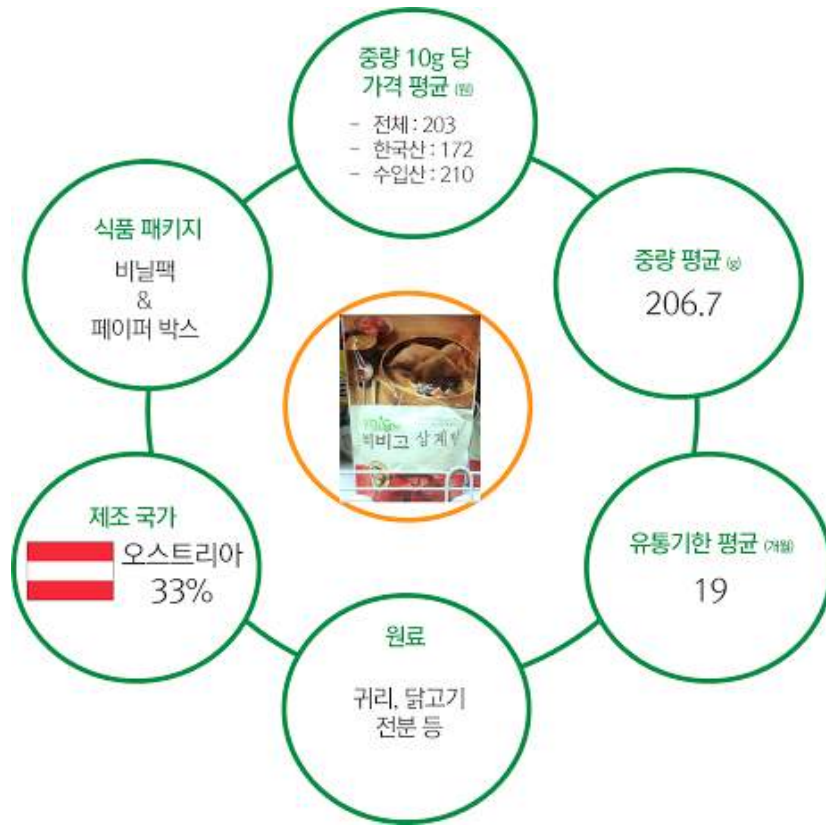 중량 10g 당
가격 평균 (원)
- 전체 : 203
- 한국산 : 172
- 수입산 : 210
식품 패키지
비닐팩
&
페이퍼 박스
중량 평균 (g)
206.7
비비고 삼계탕
제조 국가
오스트리아
33%
유통기한 평균 (개월)
19
원료
귀리, 닭고기
전분 등